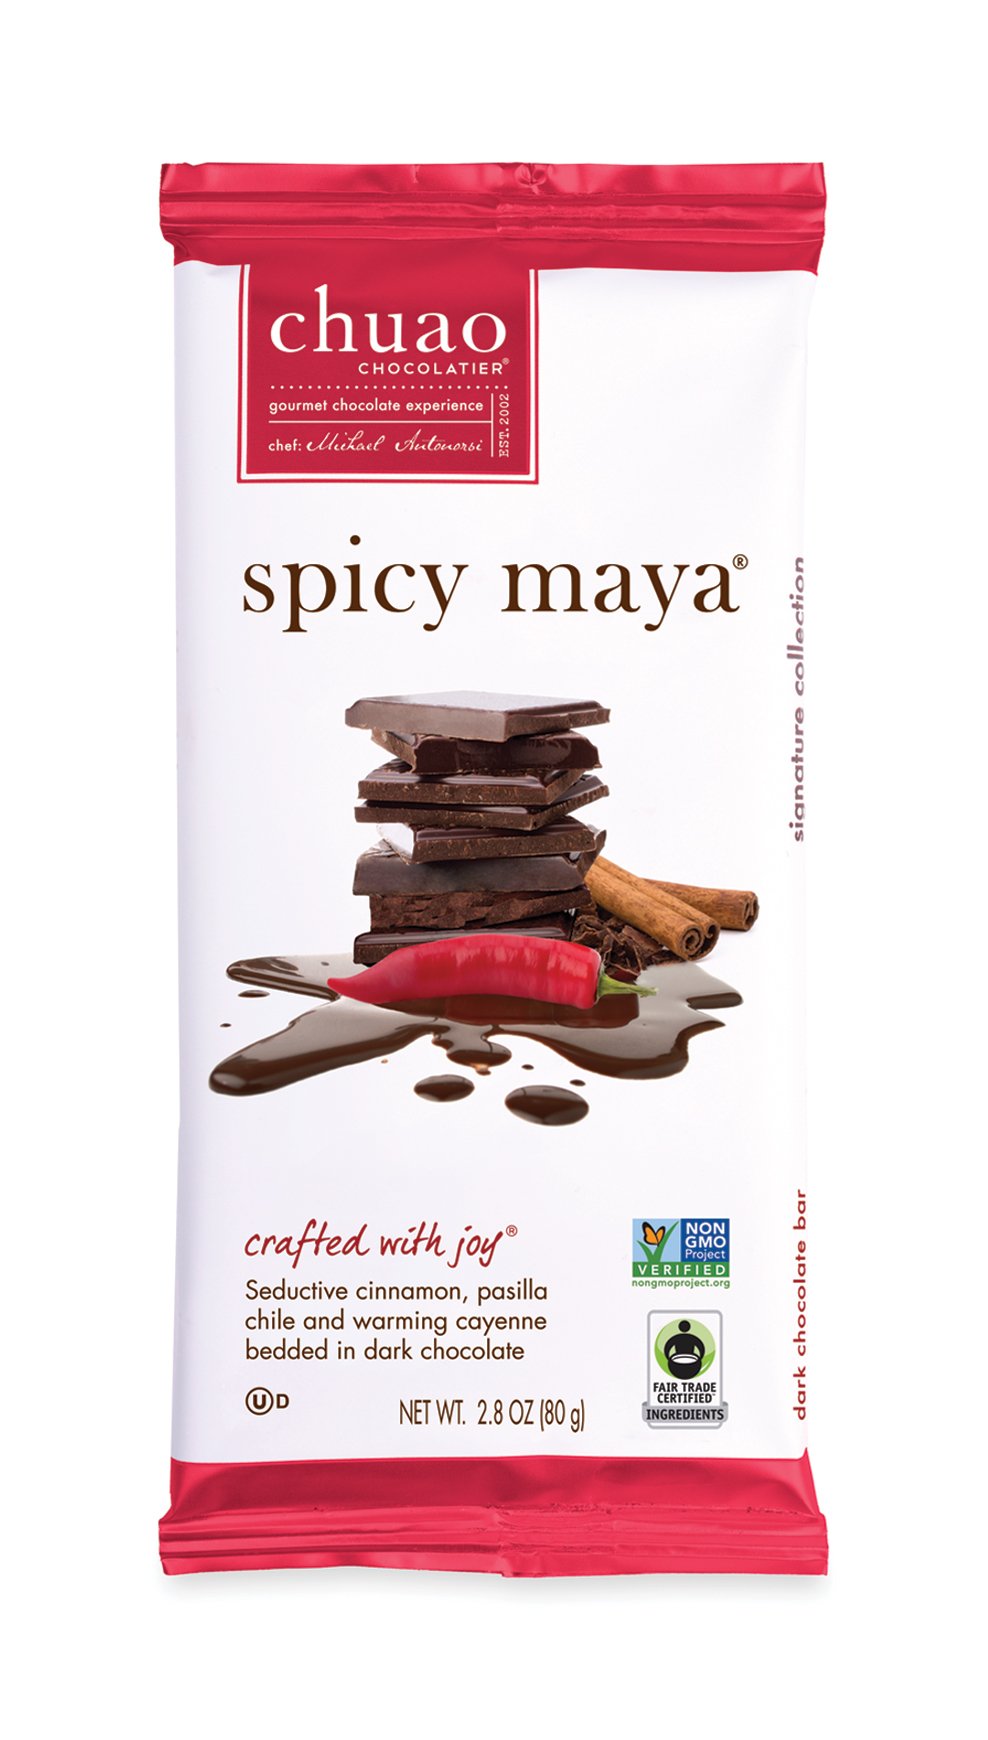 chuao
CHOCOLATIER®
gourmet chocolate experience
chef: Michael Antonorsi
EST. 2002
spicy maya®
signature collection
crafted with joy®
Seductive cinnamon, pasilla
chile and warming cayenne
bedded in dark chocolate
U D
NET WT. 2.8 OZ (80 g)
NON
GMO
Project
VERIFIED
nongmoproject.org
FAIR TRADE
CERTIFIED™
INGREDIENTS
dark chocolate bar